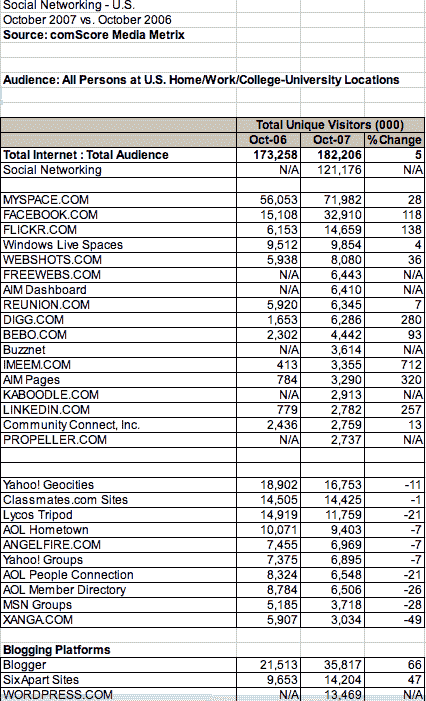 Social Networking - U.S.
October 2007 vs. October 2006
Source: comScore Media Metrix
Audience: All Persons at U.S. Home/Work/College-University Locations
Total Unique Visitors (000)
Oct-06 Oct-07 % Change
Total Internet : Total Audience 173,258 182,206 5
Social Networking N/A 121,176 N/A
MYSPACE.COM 56,053 71,982 28
FACEBOOK.COM 15,108 32,910 118
FLICKR.COM 6,153 14,659 138
Windows Live Spaces 9,512 9,854 4
WEBSHOTS.COM 5,938 8,080 36
FREEWEBS.COM N/A 6,443 N/A
AIM Dashboard N/A 6,410 N/A
REUNION.COM 5,920 6,345 7
DIGG.COM 1,653 6,286 280
BEBO.COM 2,302 4,442 93
Buzznet N/A 3,614 N/A
IMEEM.COM 413 3,355 712
AIM Pages 784 3,290 320
KABOODLE.COM N/A 2,913 N/A
LINKEDIN.COM 779 2,782 257
Community Connect, Inc. 2,436 2,759 13
PROPELLER.COM N/A 2,737 N/A
Yahoo! Geocities 18,902 16,753 -11
Classmates.com Sites 14,505 14,425 -1
Lycos Tripod 14,919 11,759 -21
AOL Hometown 10,071 9,403 -7
ANGELFIRE.COM 7,455 6,969 -7
Yahoo! Groups 7,375 6,895 -7
AOL People Connection 8,324 6,548 -21
AOL Member Directory 8,784 6,506 -26
MSN Groups 5,185 3,718 -28
XANGA.COM 5,907 3,034 -49
Blogging Platforms
Blogger 21,513 35,817 66
SixApart Sites 9,653 14,204 47
WORDPRESS.COM N/A 13,469 N/A